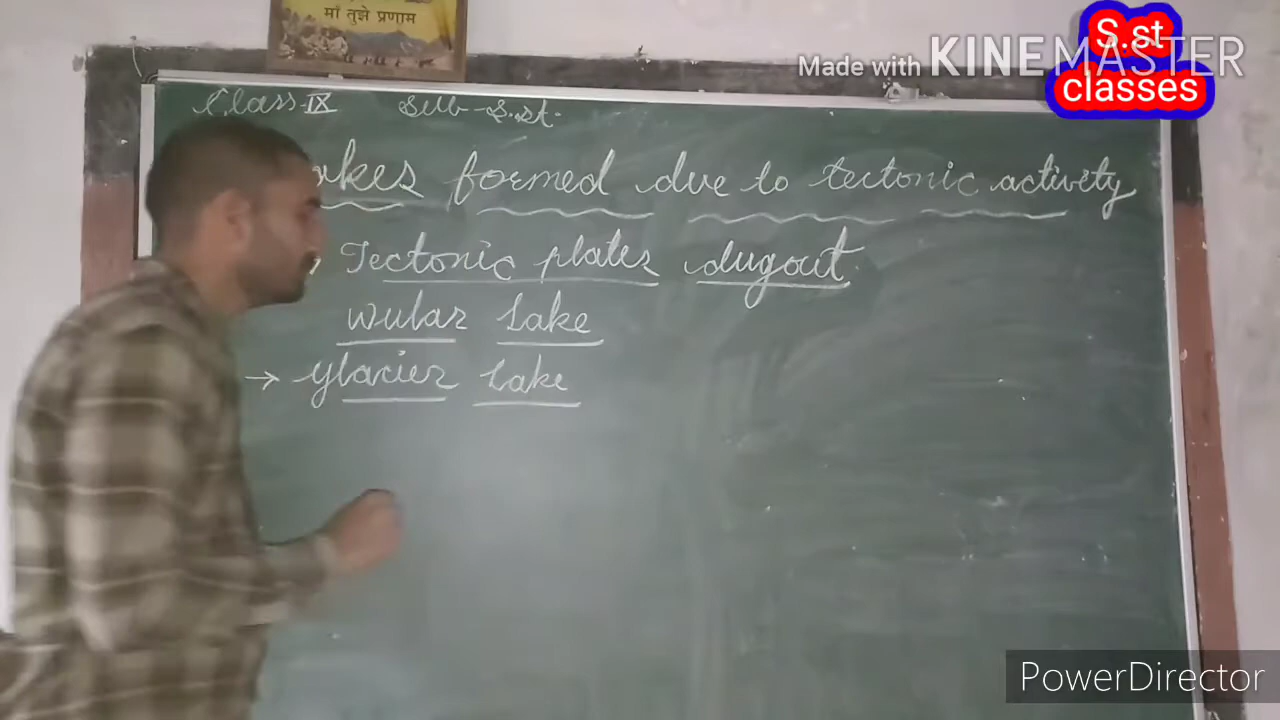 माँ तुझे प्रणाम
S.st
classes
Made with KINEMASTER
Class-IX Sub-S.st.
akes formed due to tectonic activity
Tectonic plates dugout.
wular Lake
→ Glacier Lake
PowerDirector